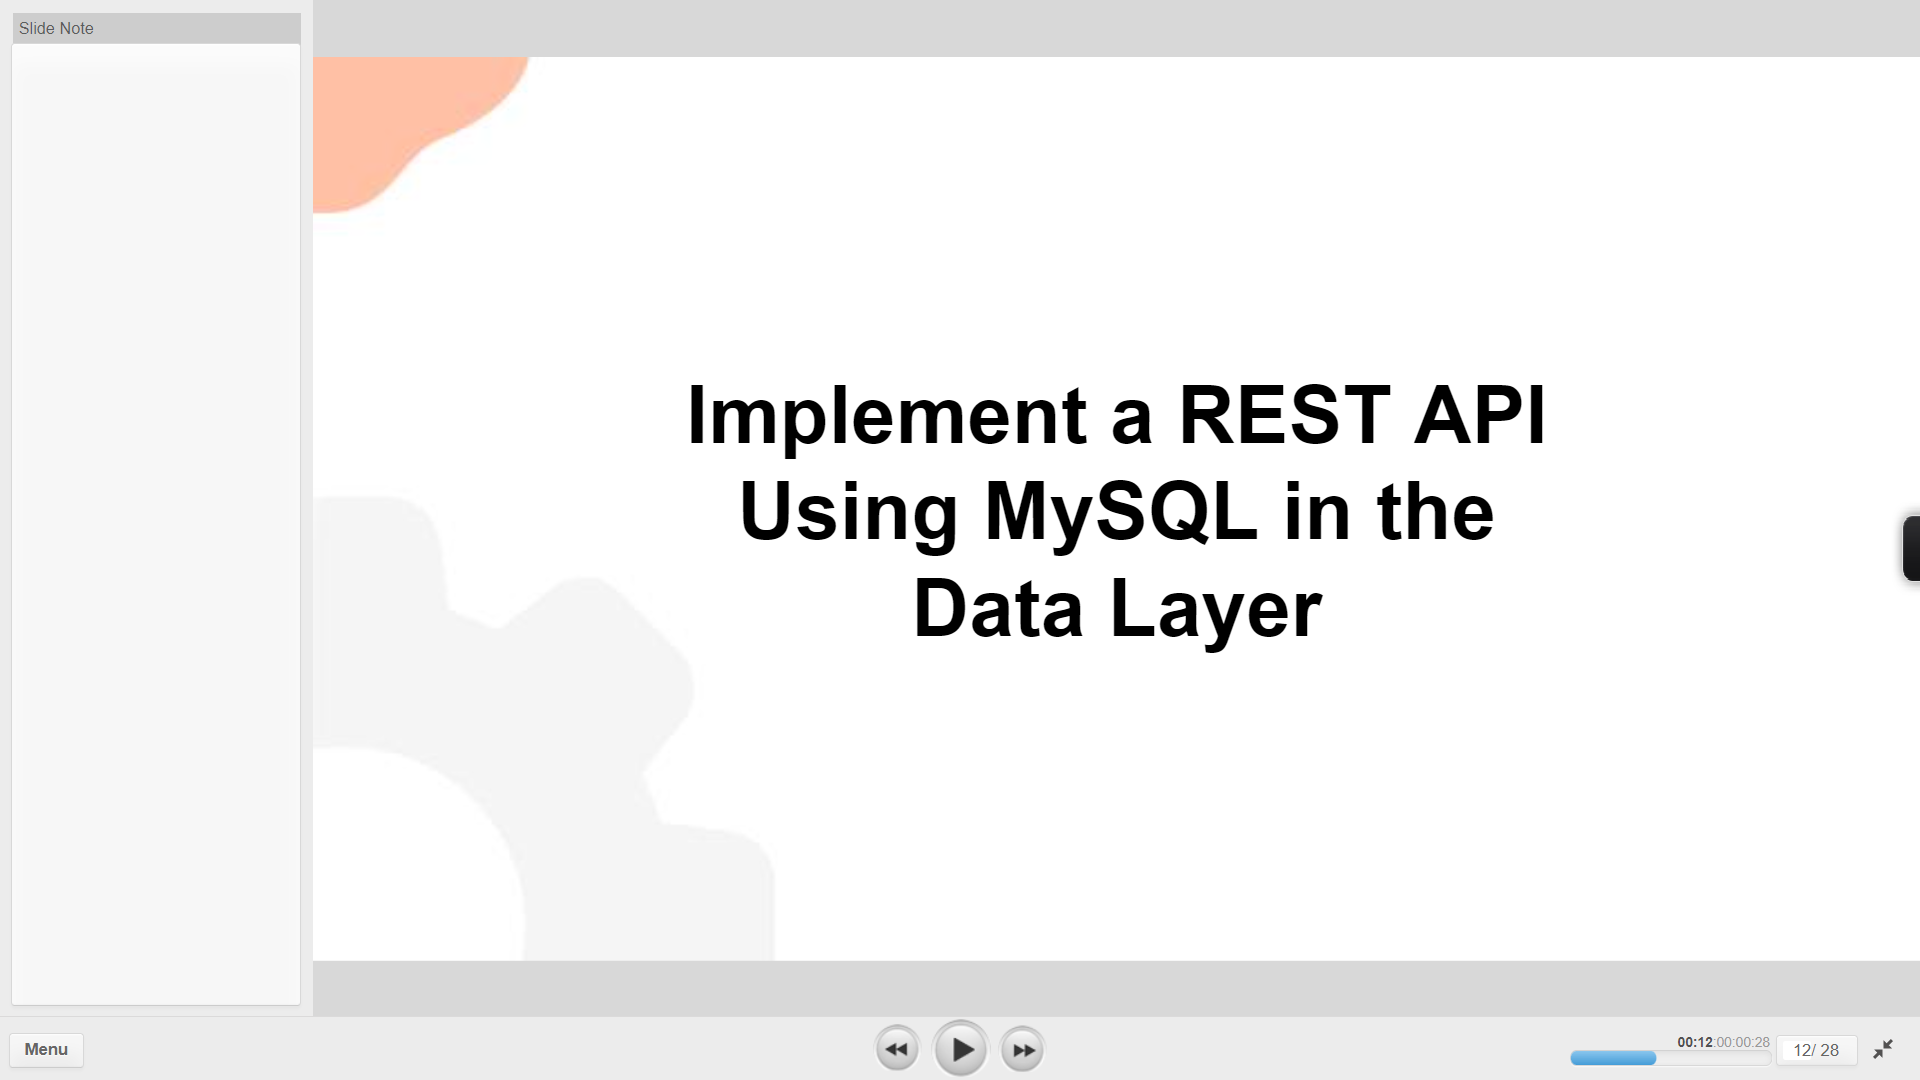 Slide Note
Implement a REST API
Using MySQL in the
Data Layer
Menu
00:12:00:00:28
12/ 28